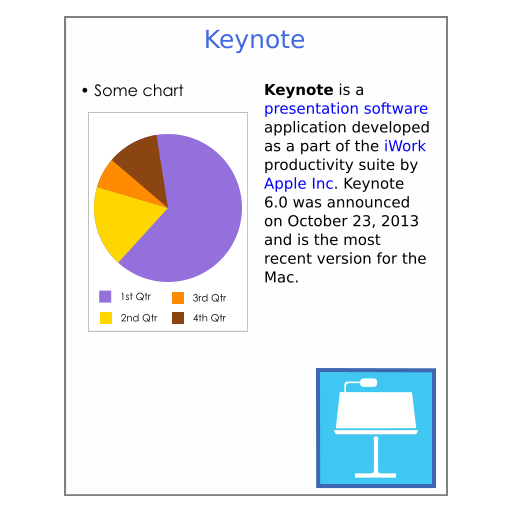 Keynote
• Some chart
1st Qtr
3rd Qtr
2nd Qtr
4th Qtr
Keynote is a
presentation software
application developed
as a part of the iWork
productivity suite by
Apple Inc. Keynote
6.0 was announced
on October 23, 2013
and is the most
recent version for the
Mac.